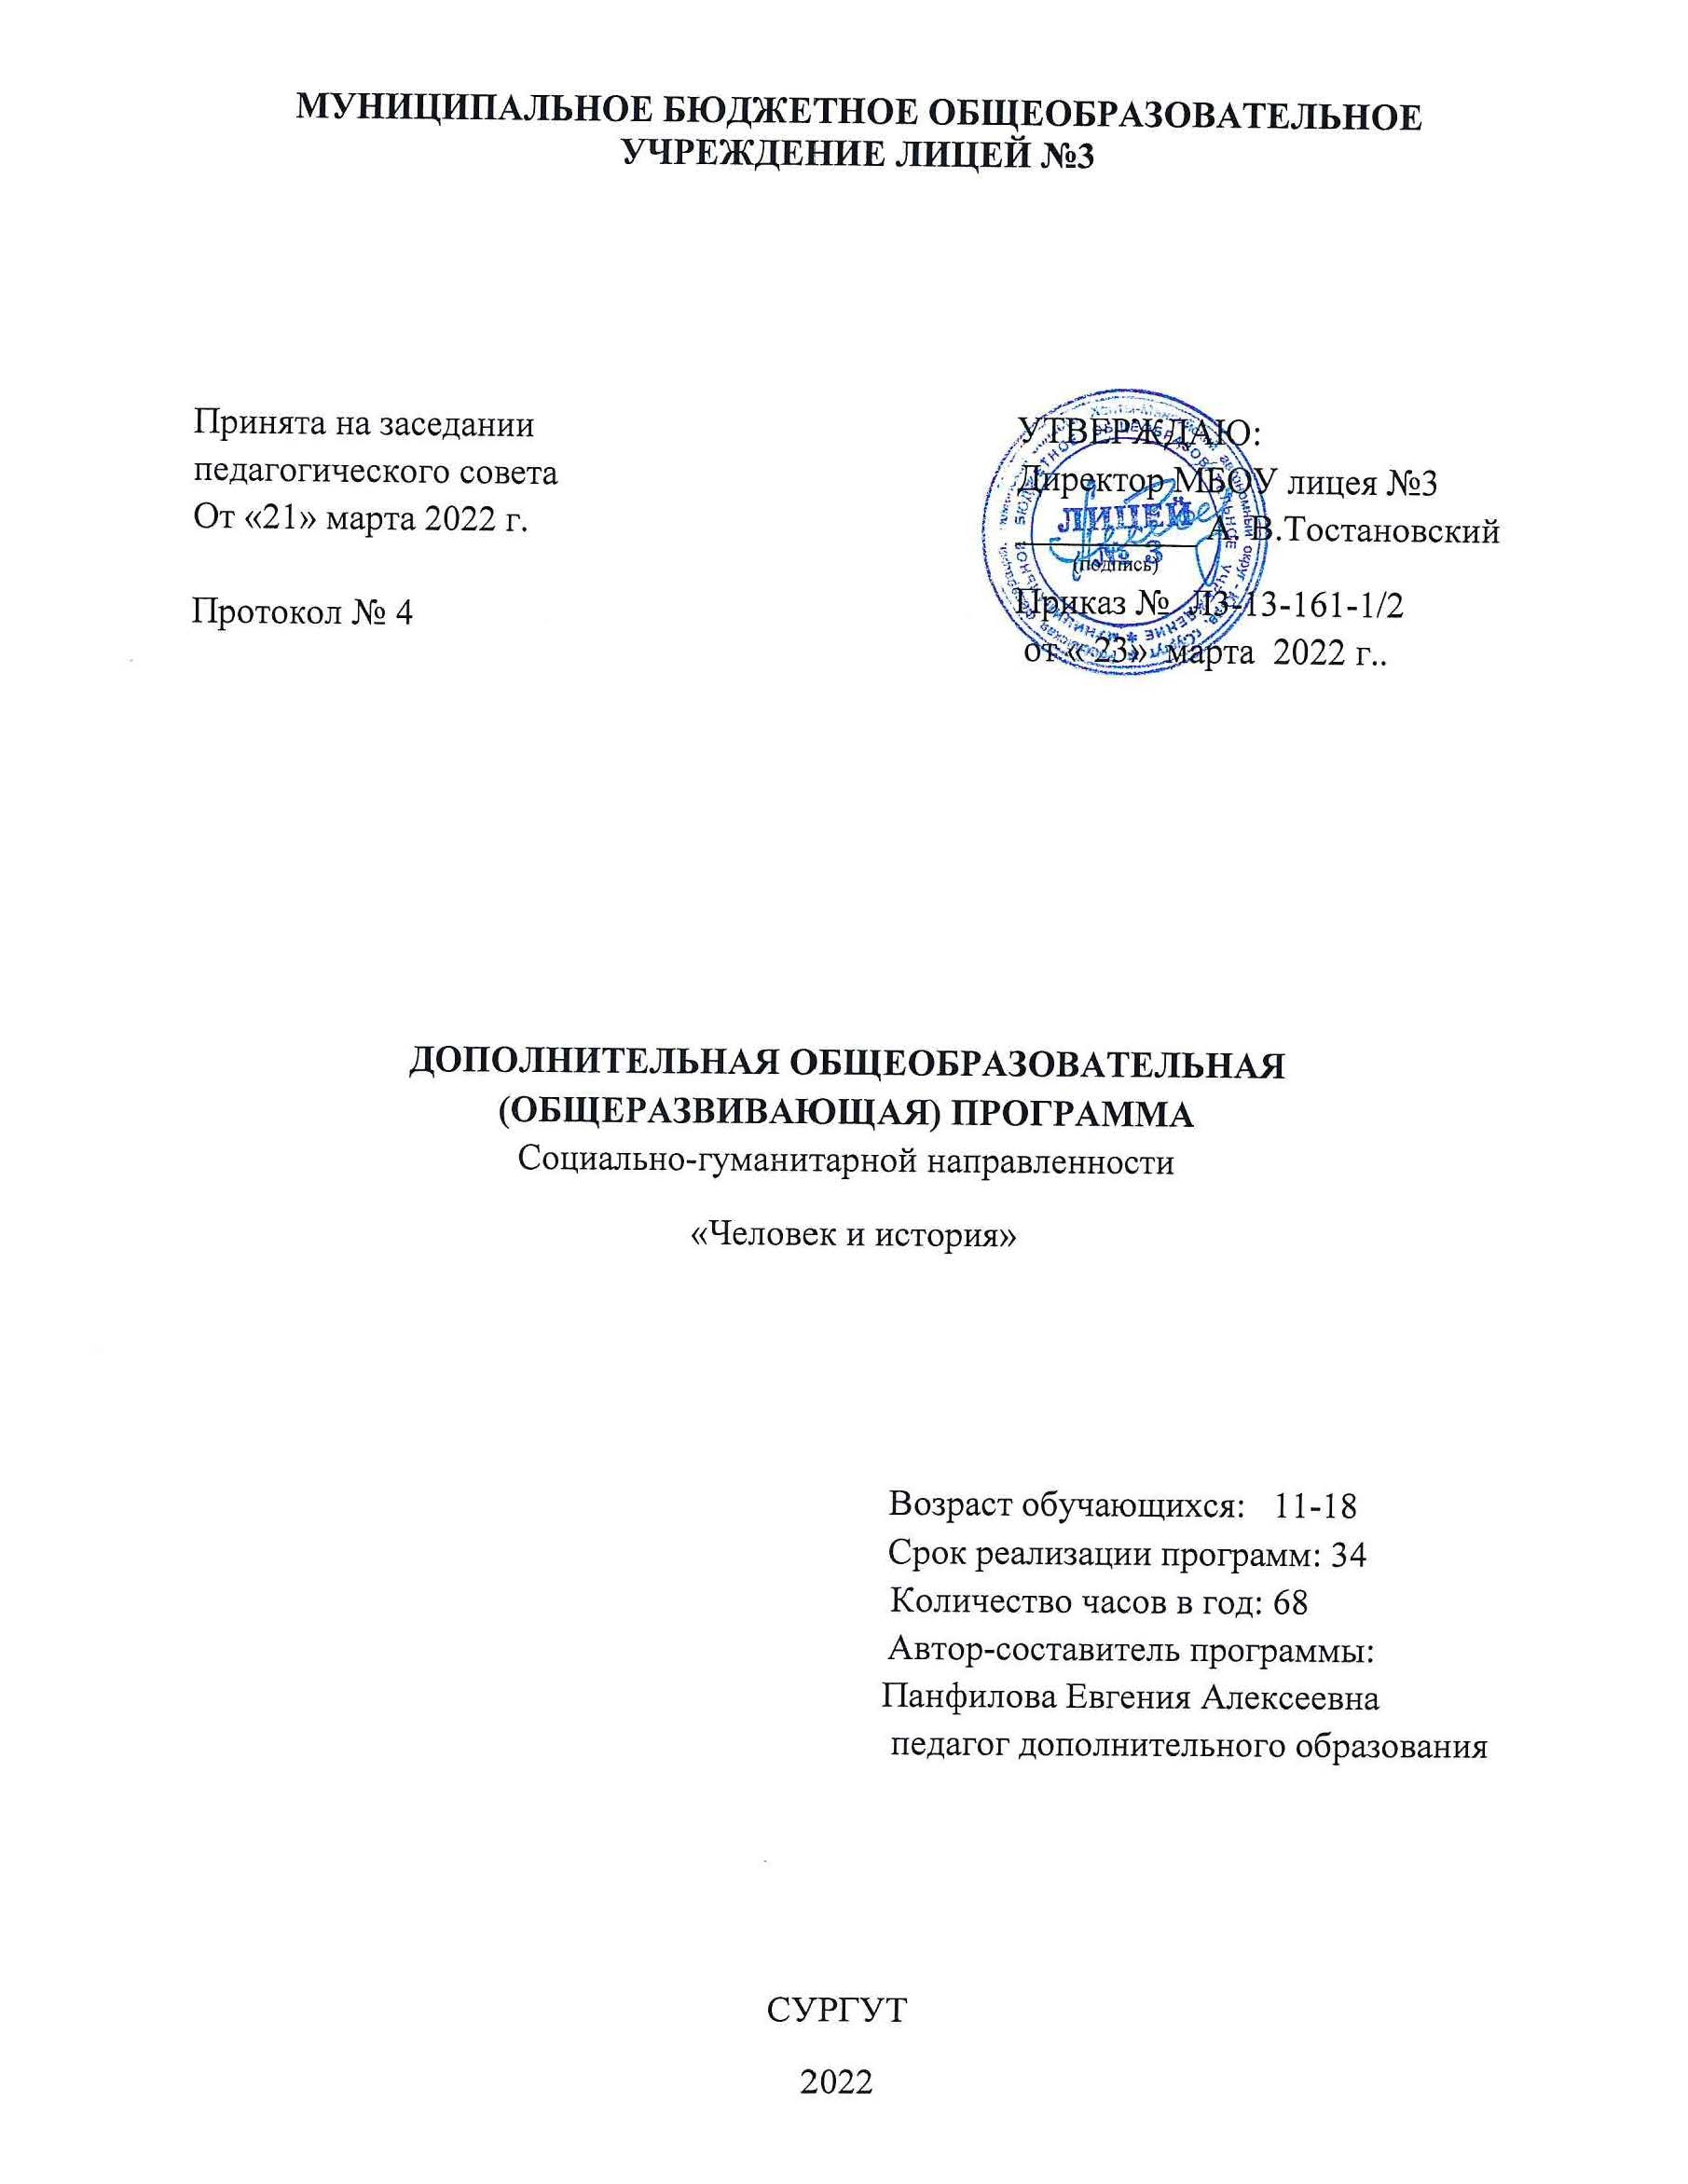 МУНИЦИПАЛЬНОЕ БЮДЖЕТНОЕ ОБЩЕОБРАЗОВАТЕЛЬНОЕ
УЧРЕЖДЕНИЕ ЛИЦЕЙ №3
Принята на заседании
педагогического совета
От «21» марта 2022 г.
Протокол № 4
УТВЕРЖДАЮ:
Директор МБОУ лицея №3
А. В.Тостановский
(подпись)
Приказ № Л3-13-161-1/2
от « 23» марта 2022 г..
ЛИЦЕЙ
№ 3
ДОПОЛНИТЕЛЬНАЯ ОБЩЕОБРАЗОВАТЕЛЬНАЯ
(ОБЩЕРАЗВИВАЮЩАЯ) ПРОГРАММА
Социально-гуманитарной направленности
«Человек и история»
Возраст обучающихся: 11-18
Срок реализации программ: 34
Количество часов в год: 68
Автор-составитель программы:
Панфилова Евгения Алексеевна
педагог дополнительного образования
СУРГУТ
2022